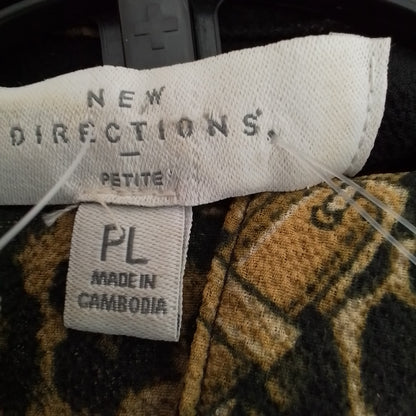 NEW
DIRECTIONS.
PETITE
PL
MADE IN
CAMBODIA